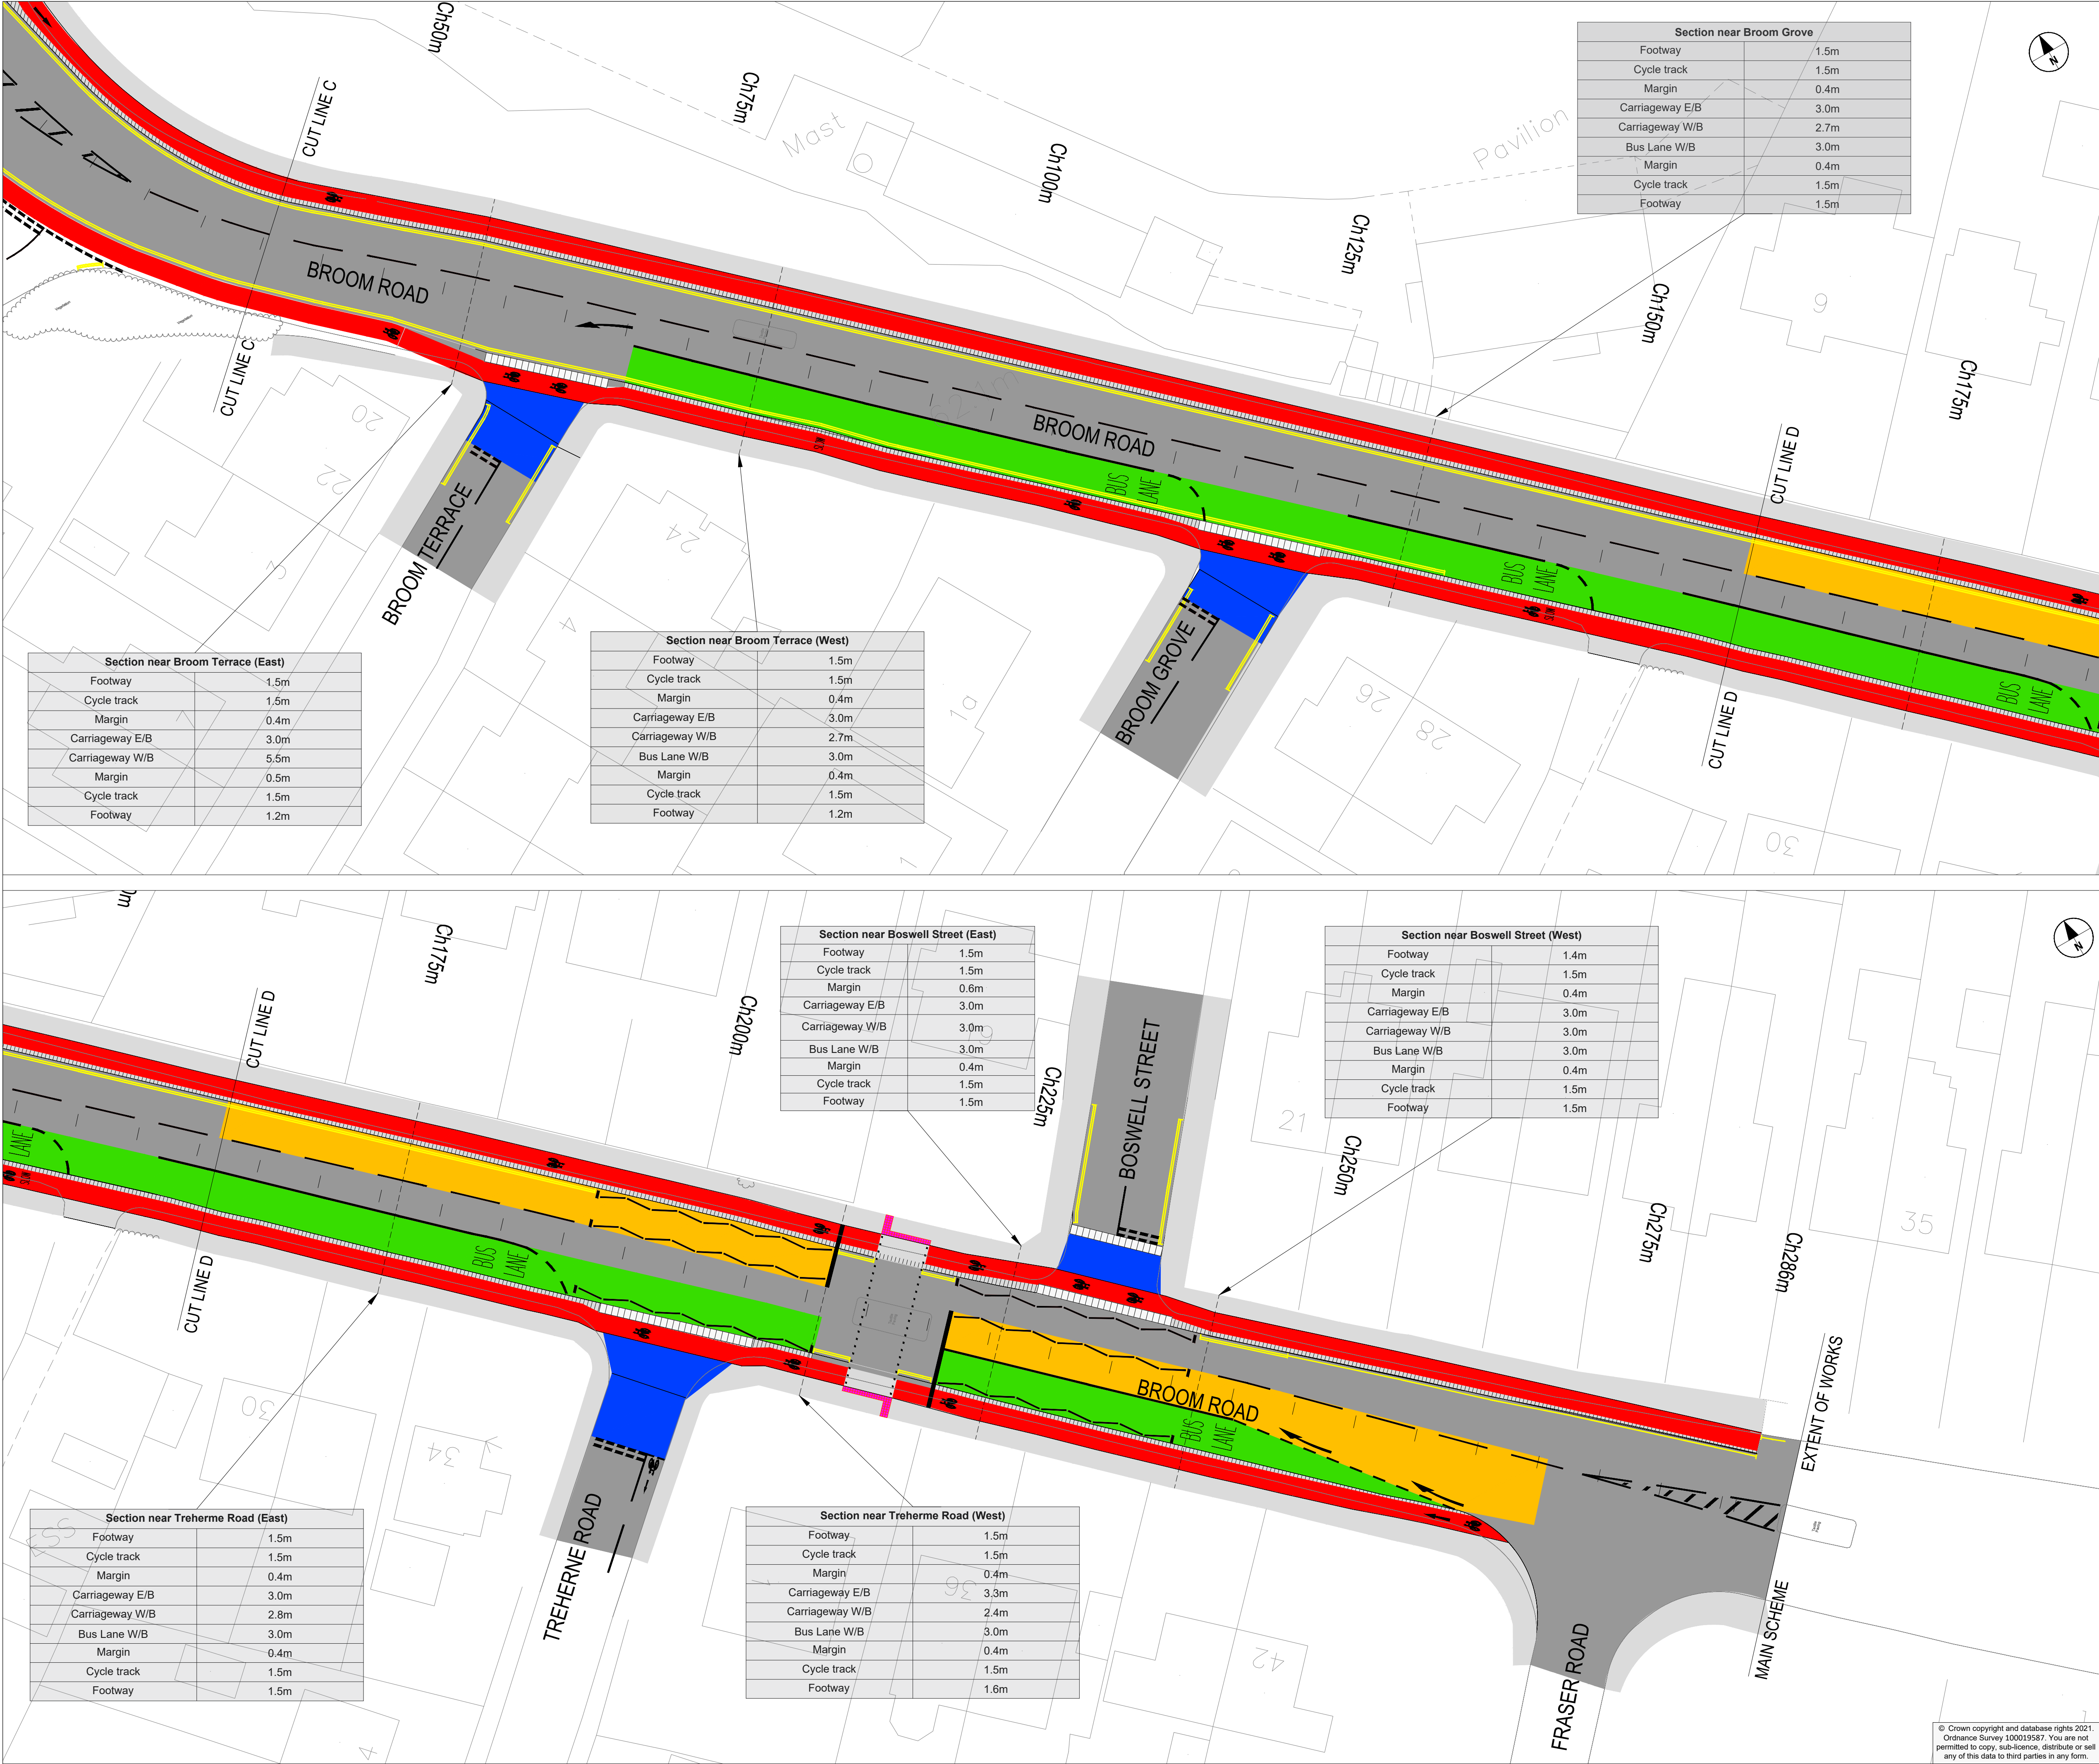 Ch50m
Ch75m
Ch100m
Ch125m
Ch150m
Ch175m
CUT LINE C
CUT LINE C
Mast
Pavilion
N
Section near Broom Grove
Footway 1.5m
Cycle track 1.5m
Margin 0.4m
Carriageway E/B 3.0m
Carriageway W/B 2.7m
Bus Lane W/B 3.0m
Margin 0.4m
Cycle track 1.5m
Footway 1.5m
9
BROOM ROAD
BROOM ROAD
BUS
LANE
BUS
LANE
BUS
LANE
CUT LINE D
CUT LINE D
20
22
24
4
1a
26
28
30
BROOM TERRACE
BROOM GROVE
Section near Broom Terrace (East)
Footway 1.5m
Cycle track 1.5m
Margin 0.4m
Carriageway E/B 3.0m
Carriageway W/B 5.5m
Margin 0.5m
Cycle track 1.5m
Footway 1.2m
Section near Broom Terrace (West)
Footway 1.5m
Cycle track 1.5m
Margin 0.4m
Carriageway E/B 3.0m
Carriageway W/B 2.7m
Bus Lane W/B 3.0m
Margin 0.4m
Cycle track 1.5m
Footway 1.2m
Ch175m
Ch200m
Ch225m
Ch250m
Ch275m
Ch286m
N
CUT LINE D
CUT LINE D
Section near Boswell Street (East)
Footway 1.5m
Cycle track 1.5m
Margin 0.6m
Carriageway E/B 3.0m
Carriageway W/B 3.0m
Bus Lane W/B 3.0m
Margin 0.4m
Cycle track 1.5m
Footway 1.5m
19
BOSWELL STREET
Section near Boswell Street (West)
Footway 1.4m
Cycle track 1.5m
Margin 0.4m
Carriageway E/B 3.0m
Carriageway W/B 3.0m
Bus Lane W/B 3.0m
Margin 0.4m
Cycle track 1.5m
Footway 1.5m
21
35
LANE
BUS
LANE
BROOM ROAD
BUS
LANE
EXTENT OF WORKS
MAIN SCHEME
30
34
36
42
4
ESS
TREHERNE ROAD
FRASER ROAD
Section near Treherme Road (East)
Footway 1.5m
Cycle track 1.5m
Margin 0.4m
Carriageway E/B 3.0m
Carriageway W/B 2.8m
Bus Lane W/B 3.0m
Margin 0.4m
Cycle track 1.5m
Footway 1.5m
Section near Treherme Road (West)
Footway 1.5m
Cycle track 1.5m
Margin 0.4m
Carriageway E/B 3.3m
Carriageway W/B 2.4m
Bus Lane W/B 3.0m
Margin 0.4m
Cycle track 1.5m
Footway 1.6m
© Crown copyright and database rights 2021.
Ordnance Survey 100019587. You are not
permitted to copy, sub-licence, distribute or sell
any of this data to third parties in any form.